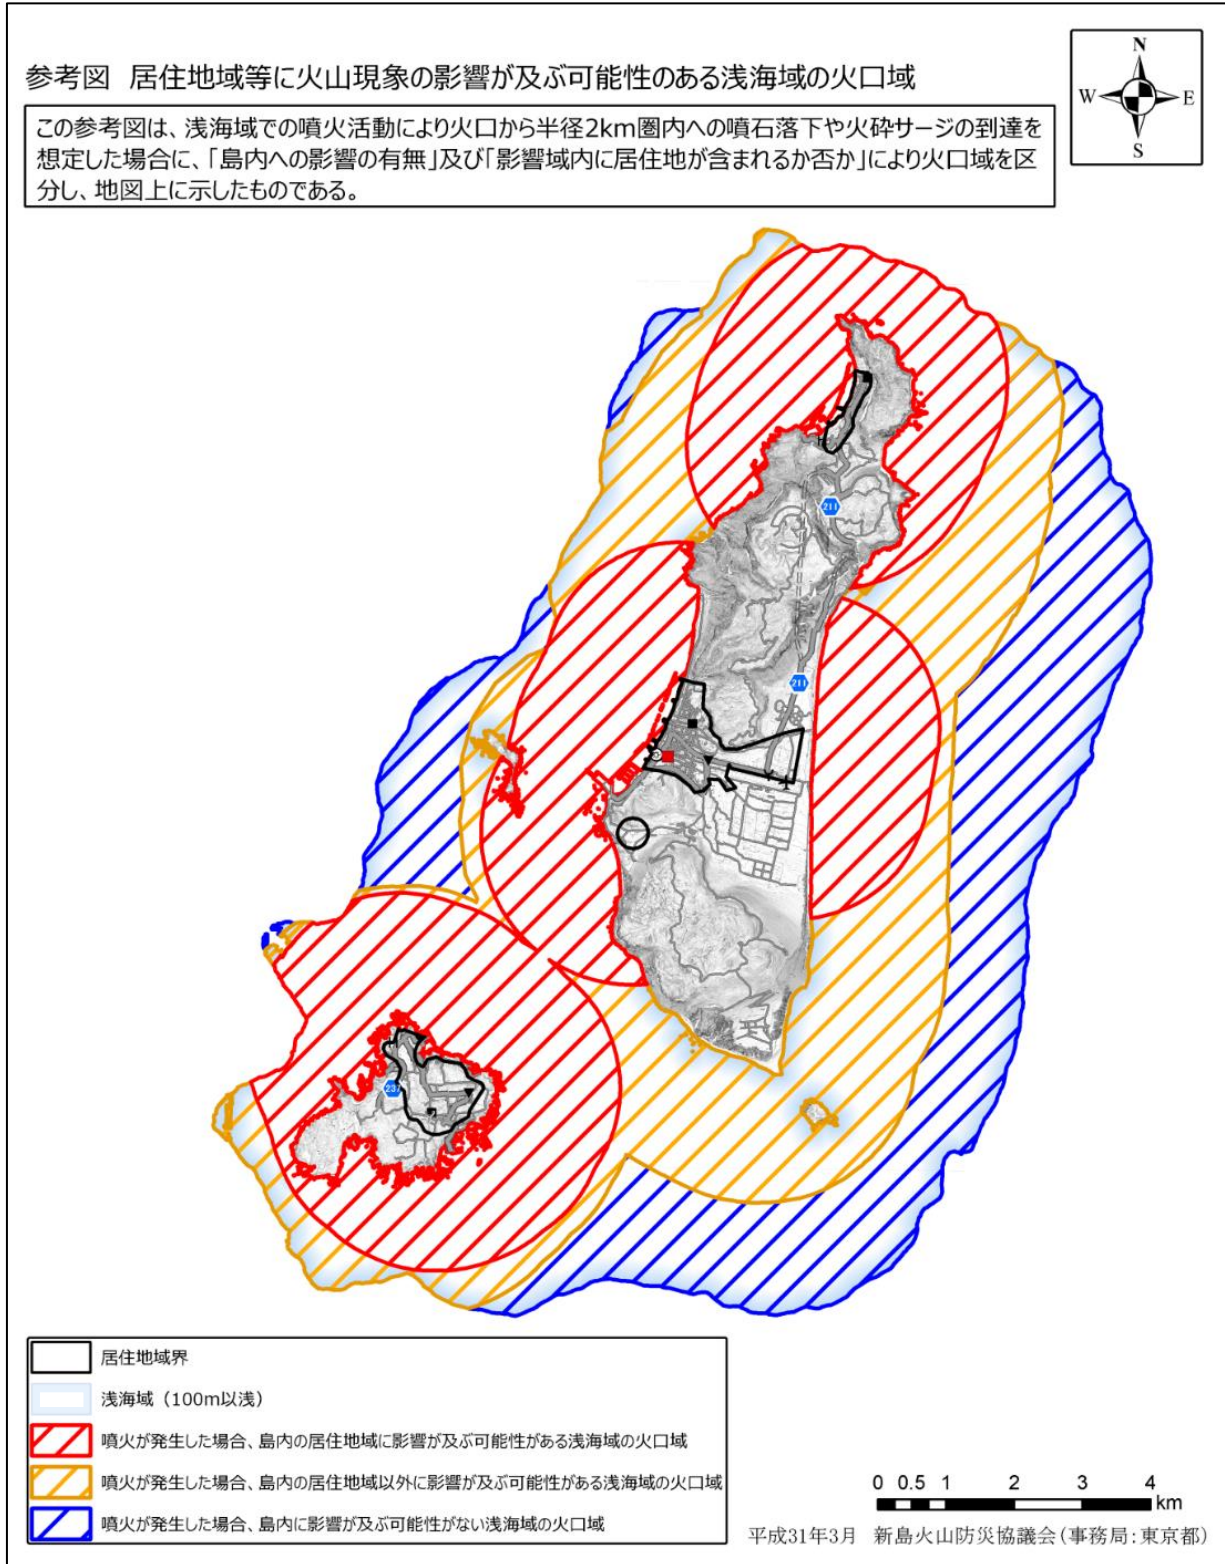 参考図 居住地域等に火山現象の影響が及ぶ可能性のある浅海域の火口域
N
W E
S
この参考図は、浅海域での噴火活動により火口から半径2km圏内への噴石落下や火砕サージの到達を
想定した場合に、「島内への影響の有無」及び「影響域内に居住地が含まれるか否か」により火口域を区
分し、地図上に示したものである。
211
211
237
居住地域界
浅海域（100m以浅）
噴火が発生した場合、島内の居住地域に影響が及ぶ可能性がある浅海域の火口域
噴火が発生した場合、島内の居住地域以外に影響が及ぶ可能性がある浅海域の火口域
噴火が発生した場合、島内に影響が及ぶ可能性がない浅海域の火口域
0 0.5 1 2 3 4
km
平成31年3月 新島火山防災協議会（事務局：東京都）